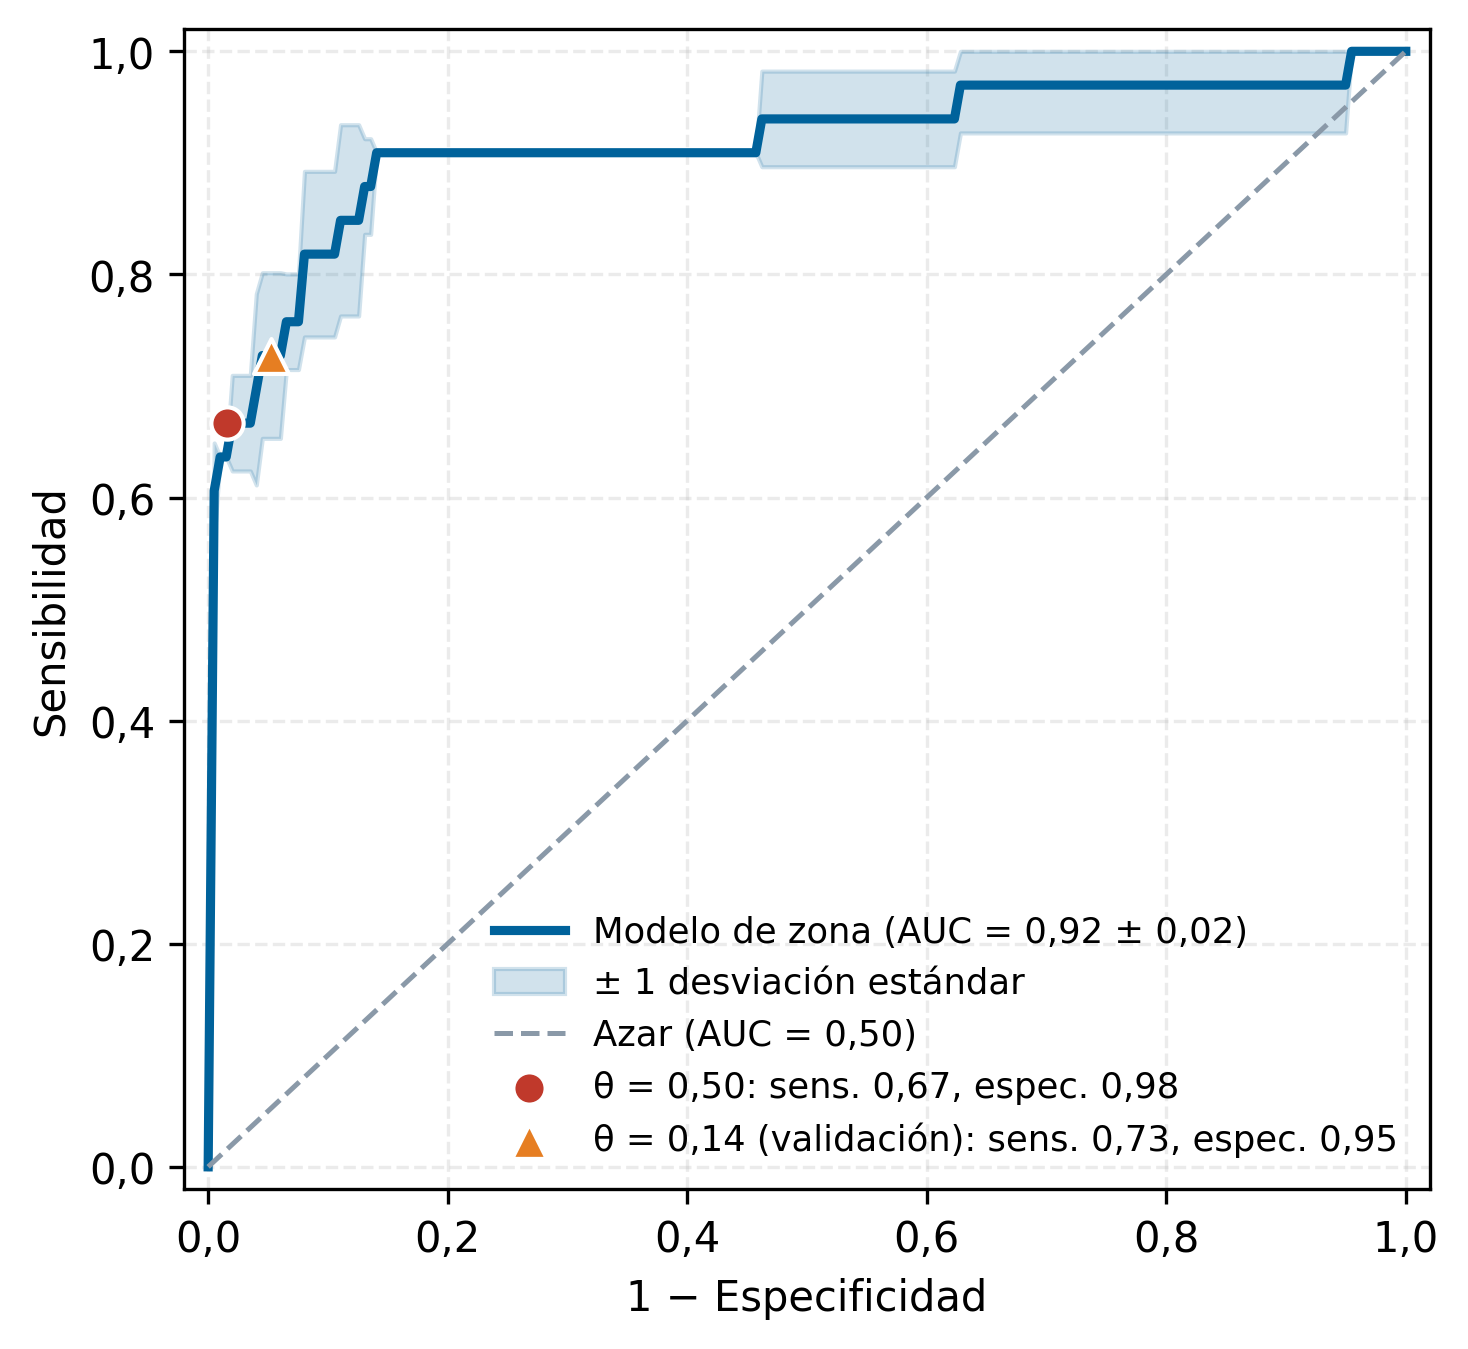 1,0
0,8
0,6
0,4
0,2
0,0
Sensibilidad
Modelo de zona (AUC = 0,92 ± 0,02)
± 1 desviación estándar
Azar (AUC = 0,50)
θ = 0,50: sens. 0,67, espec. 0,98
θ = 0,14 (validación): sens. 0,73, espec. 0,95
0,0 0,2 0,4 0,6 0,8 1,0
1 − Especificidad